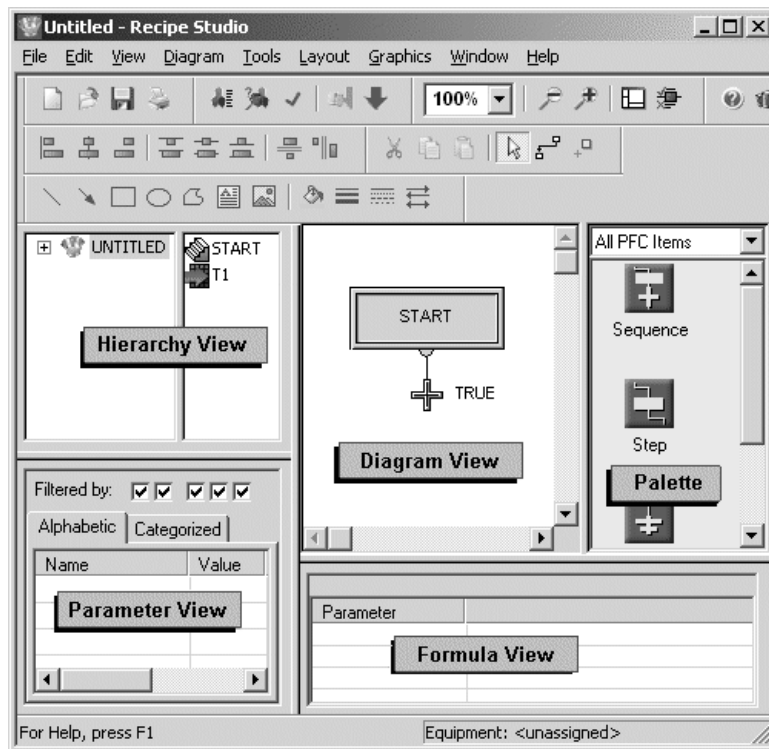 Untitled - Recipe Studio
File Edit View Diagram Tools Layout Graphics Window Help
100%
UNTITLED
START
T1
Hierarchy View
START
TRUE
Diagram View
All PFC Items
Sequence
Step
Palette
Filtered by:
Alphabetic Categorized
Name Value
Parameter View
Parameter
Formula View
For Help, press F1 Equipment: <unassigned>